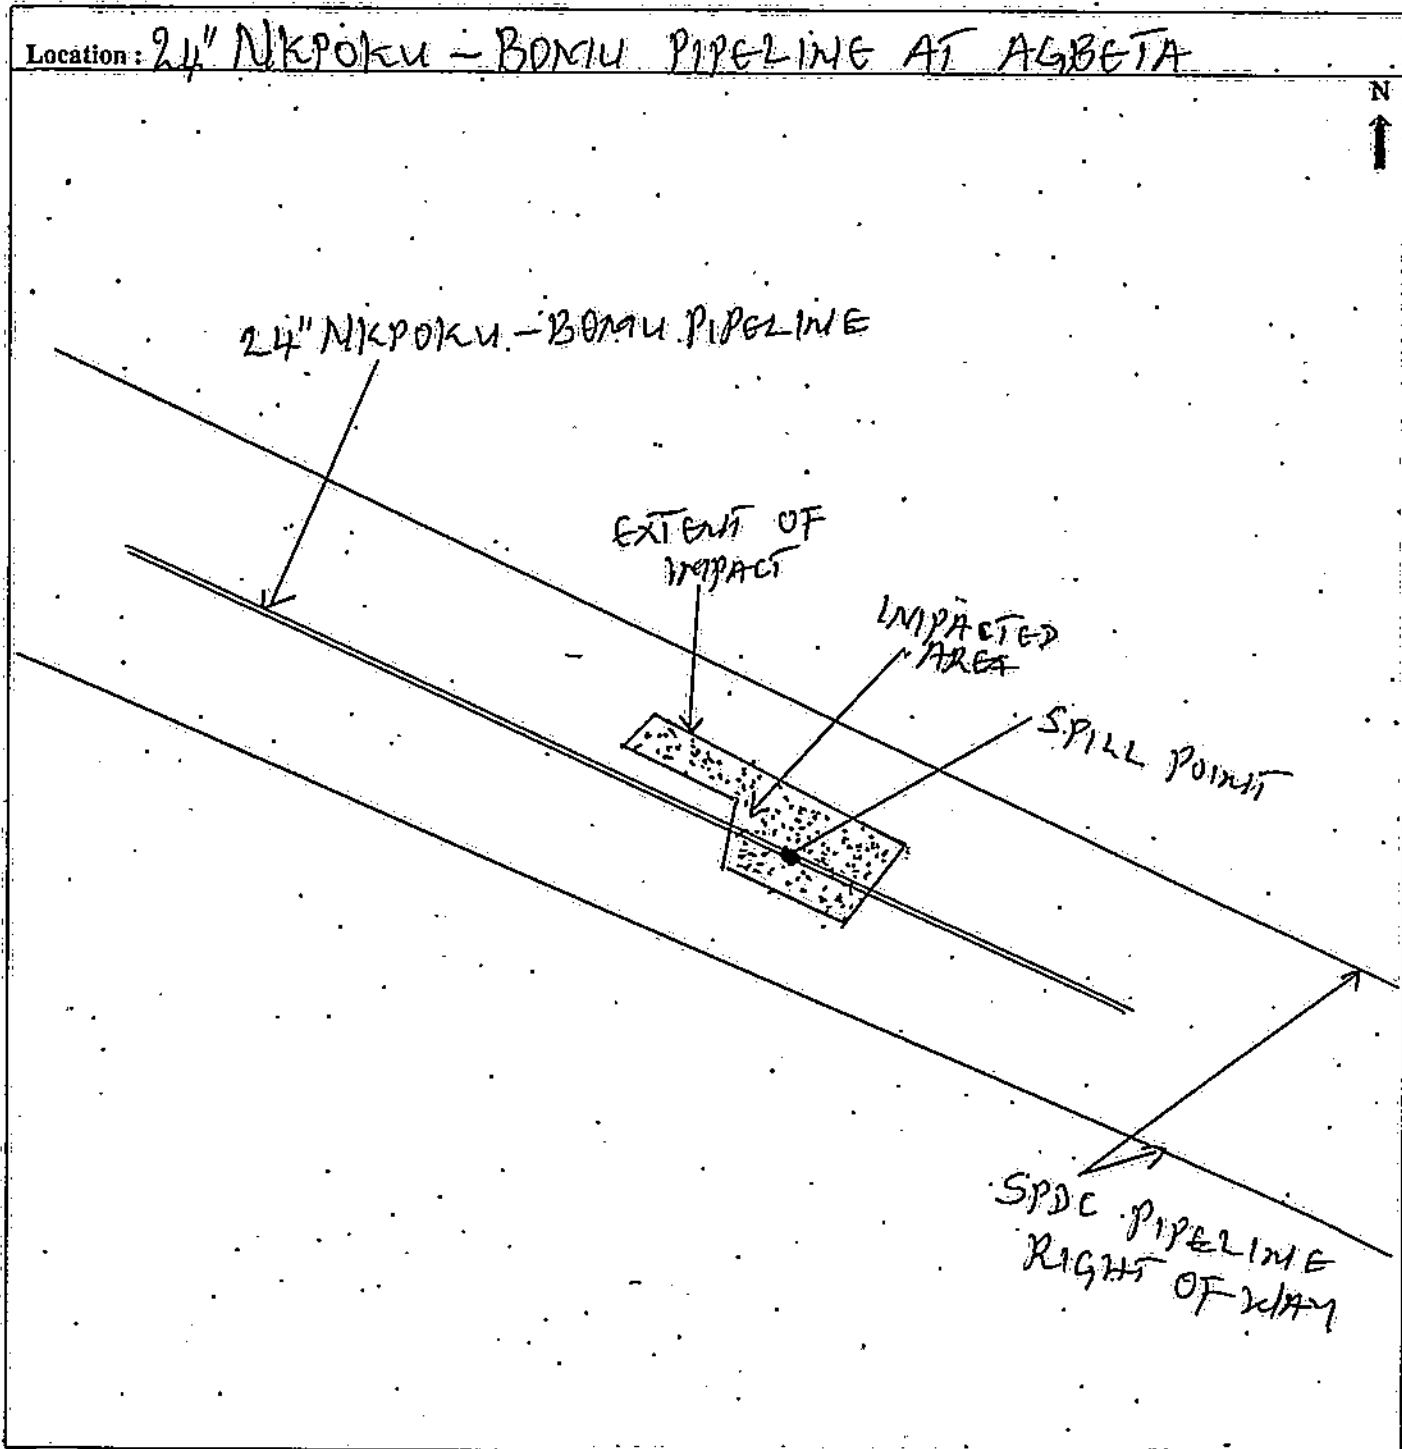 Location: 24" NKPOKU - BOMU PIPELINE AT AGBETA
N
24" NKPOKU - BOMU PIPELINE
EXTENT OF
IMPACT
IMPACTED
AREA
SPILL POINT
SPDC PIPELINE
RIGHT OF WAY